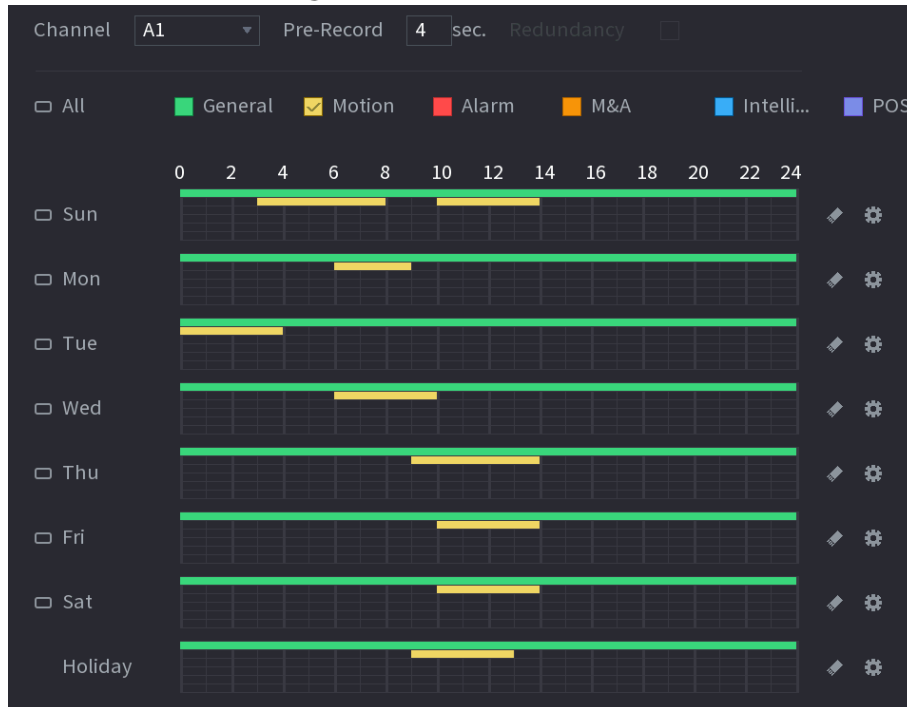 Channel A1 Pre-Record 4 sec. Redundancy
All General Motion Alarm M&A Intelli... POS
0 2 4 6 8 10 12 14 16 18 20 22 24
Sun
Mon
Tue
Wed
Thu
Fri
Sat
Holiday